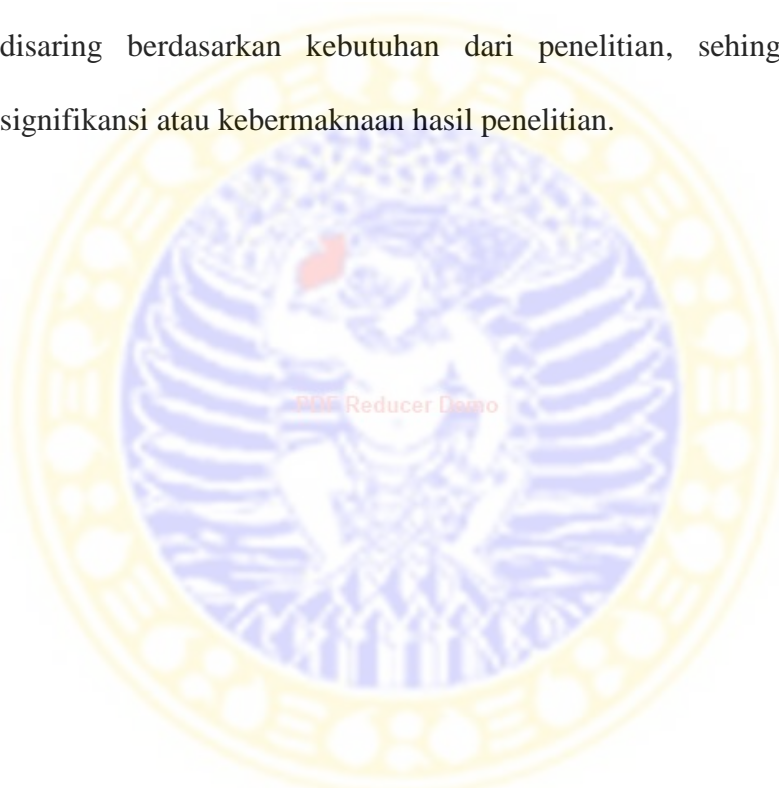 disaring berdasarkan kebutuhan dari penelitian, sehing
signifikansi atau kebermaknaan hasil penelitian.
PDF Reducer Demo